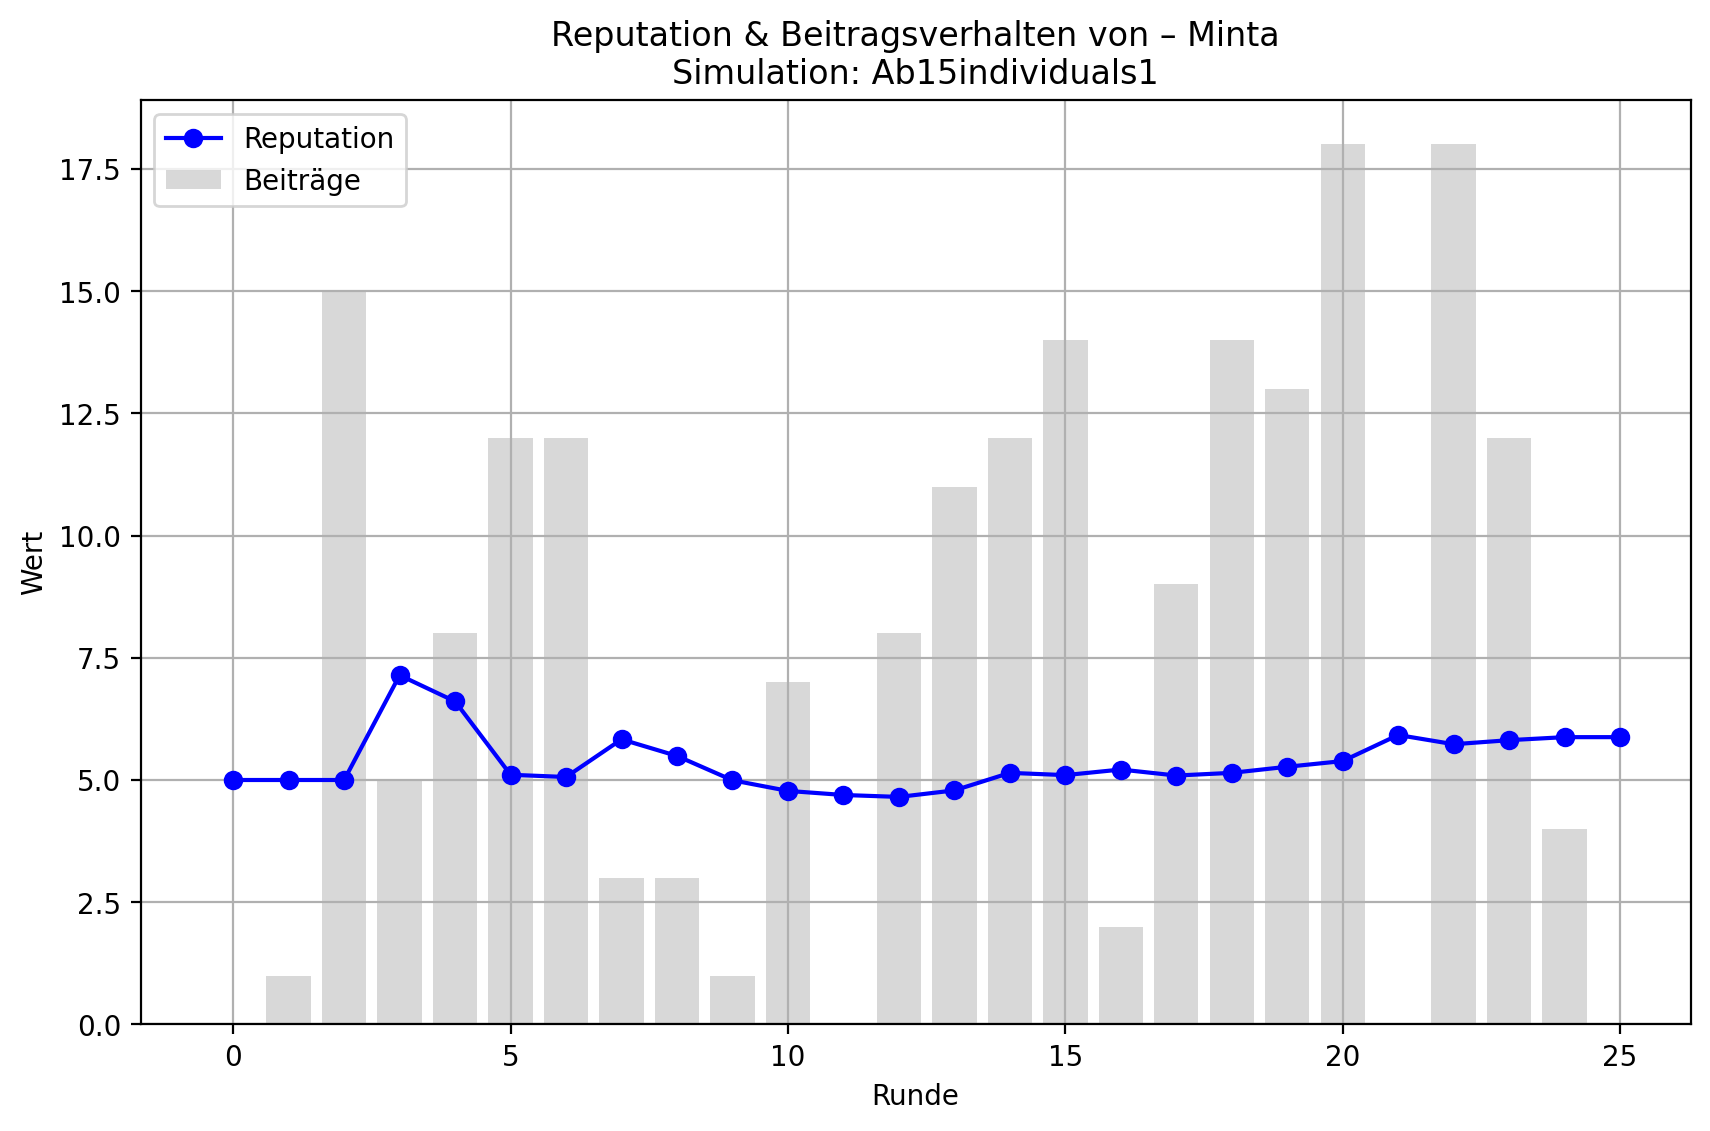 Reputation & Beitragsverhalten von – Minta
Simulation: Ab15individuals1
Reputation
Beiträge
17.5
15.0
12.5
10.0
7.5
5.0
2.5
0.0
Wert
0 5 10 15 20 25
Runde